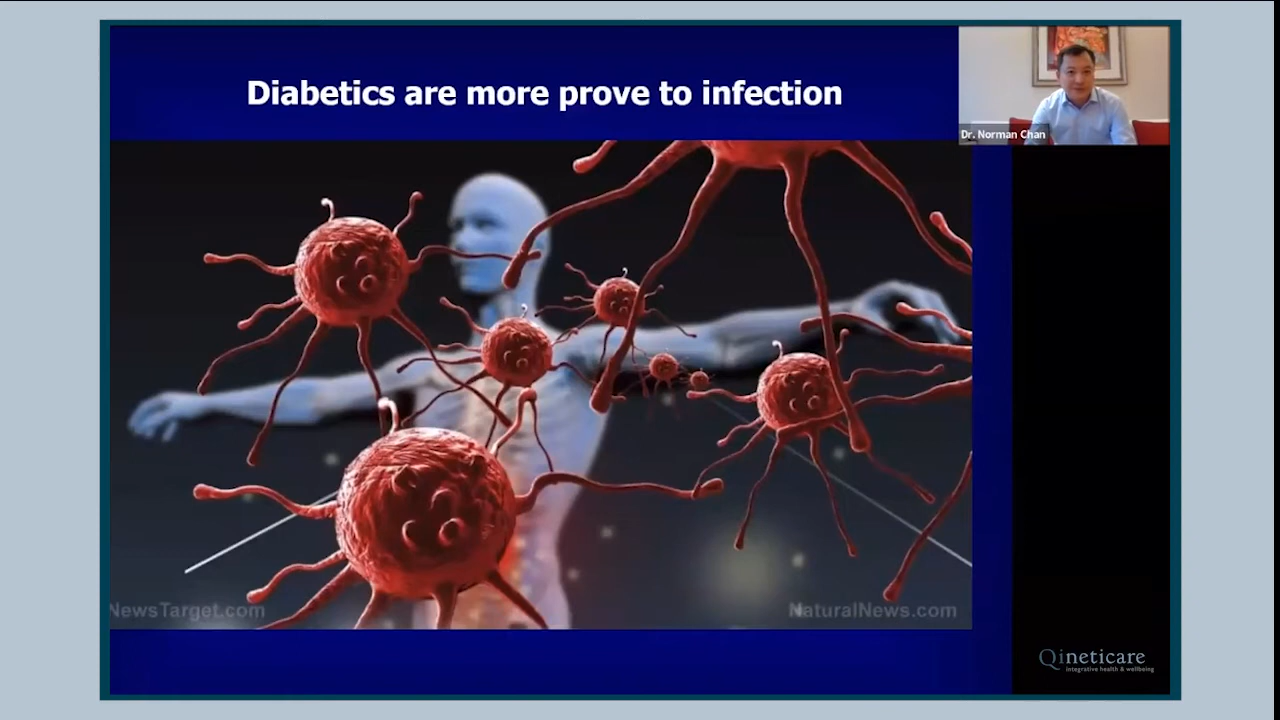 Diabetics are more prove to infection
Dr. Norman Chan
NewsTarget.com
NaturalNews.com
Qineticare
integrative health & wellbeing